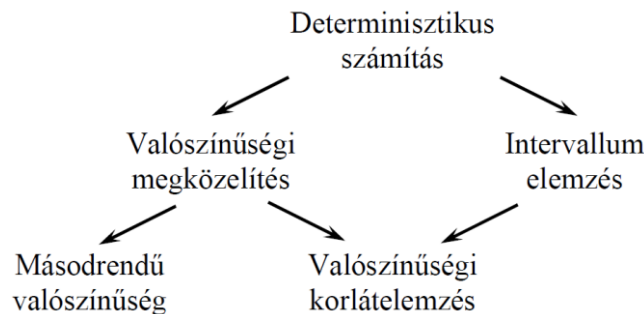 Determinisztikus
számítás
Valószínűségi
megközelítés
Intervallum
elemzés
Másodrendű
valószínűség
Valószínűségi
korlátelemzés